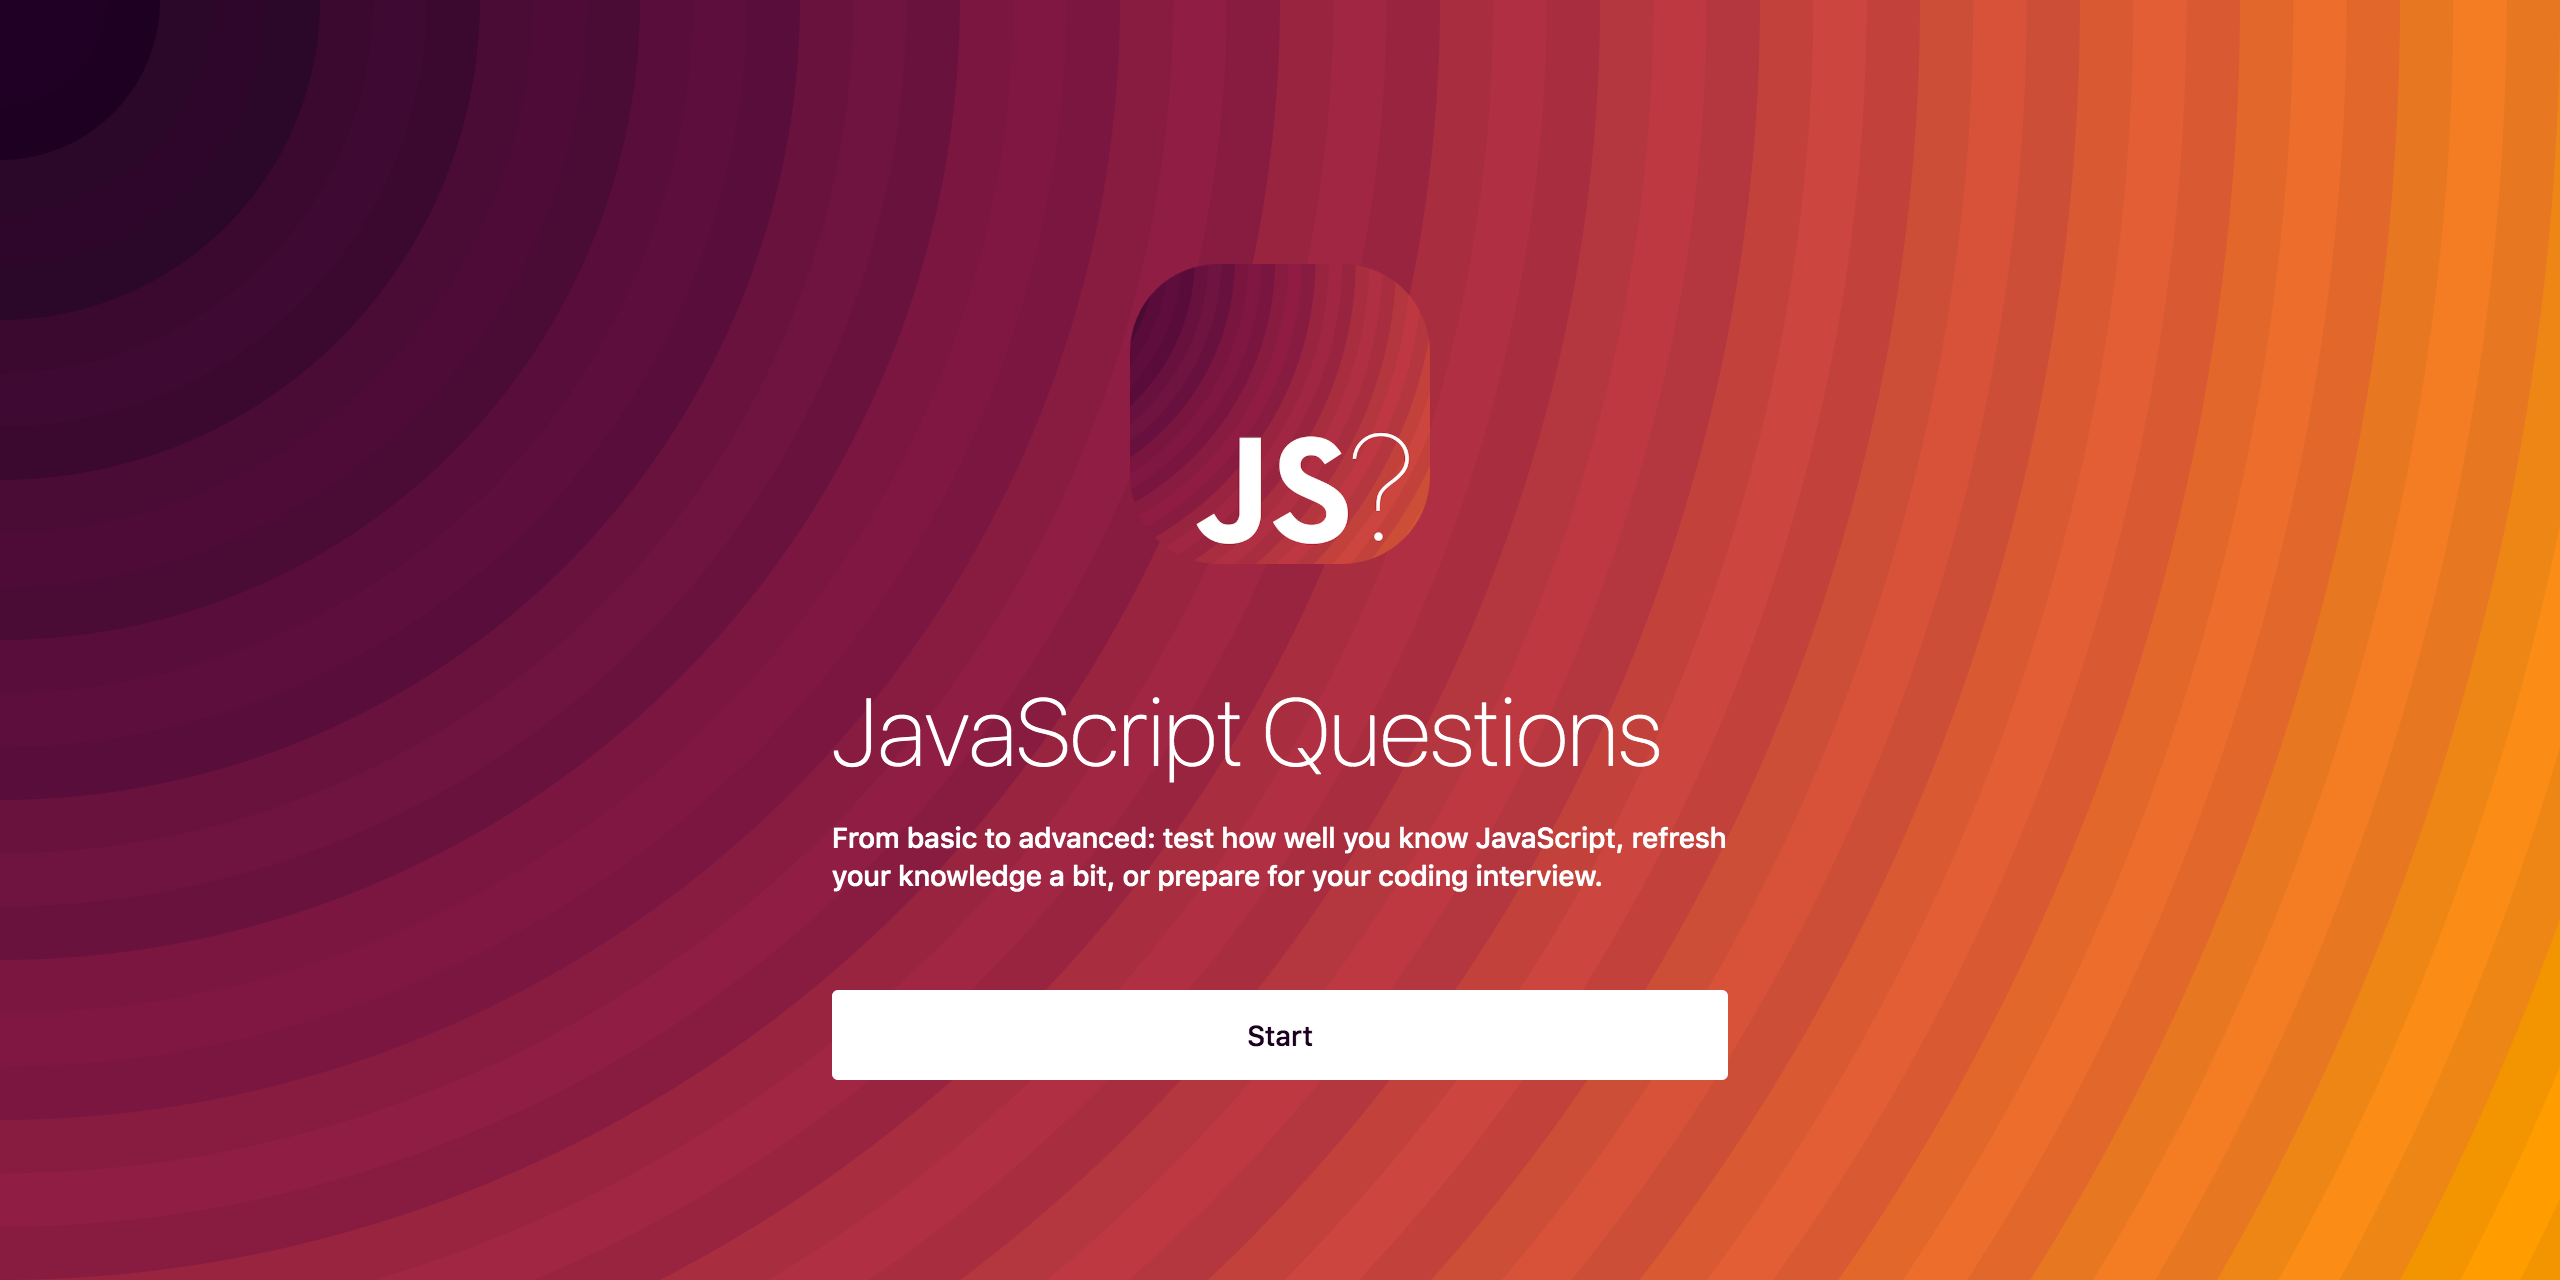 JS?
JavaScript Questions
From basic to advanced: test how well you know JavaScript, refresh
your knowledge a bit, or prepare for your coding interview.
Start